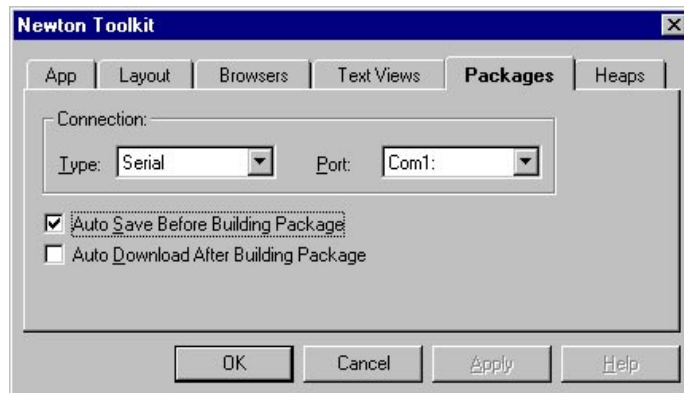 Newton Toolkit
App Layout Browsers Text Views Packages Heaps
Connection:
Type: Serial Port: Com1:
Auto Save Before Building Package
Auto Download After Building Package
OK Cancel Apply Help